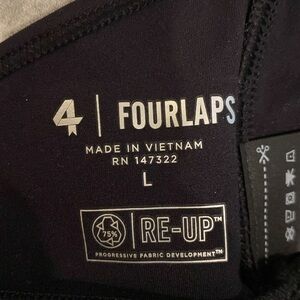 4 | FOURLAPS
MADE IN VIETNAM
RN 147322
L
75% | RE-UP™
PROGRESSIVE FABRIC DEVELOPMENT™